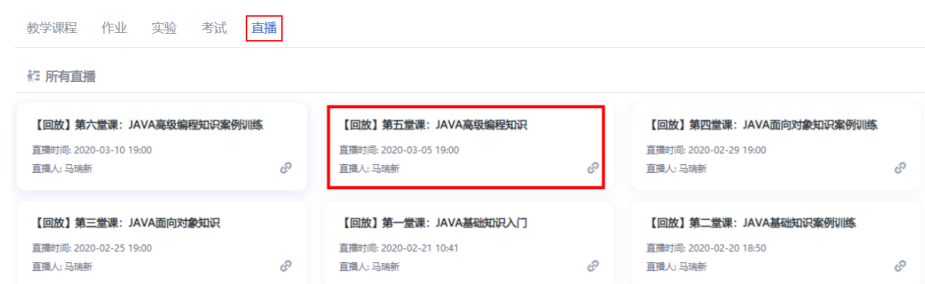 教学课程 作业 实验 考试 直播
所有直播
【回放】第六堂课：JAVA高级编程知识案例训练
直播时间: 2020-03-10 19:00
直播人: 马瑞新
【回放】第五堂课：JAVA高级编程知识
直播时间: 2020-03-05 19:00
直播人: 马瑞新
【回放】第四堂课：JAVA面向对象知识案例训练
直播时间: 2020-02-29 19:00
直播人: 马瑞新
【回放】第三堂课：JAVA面向对象知识
直播时间: 2020-02-25 19:00
直播人: 马瑞新
【回放】第一堂课：JAVA基础知识入门
直播时间: 2020-02-21 10:41
直播人: 马瑞新
【回放】第二堂课：JAVA基础知识案例训练
直播时间: 2020-02-20 18:50
直播人: 马瑞新